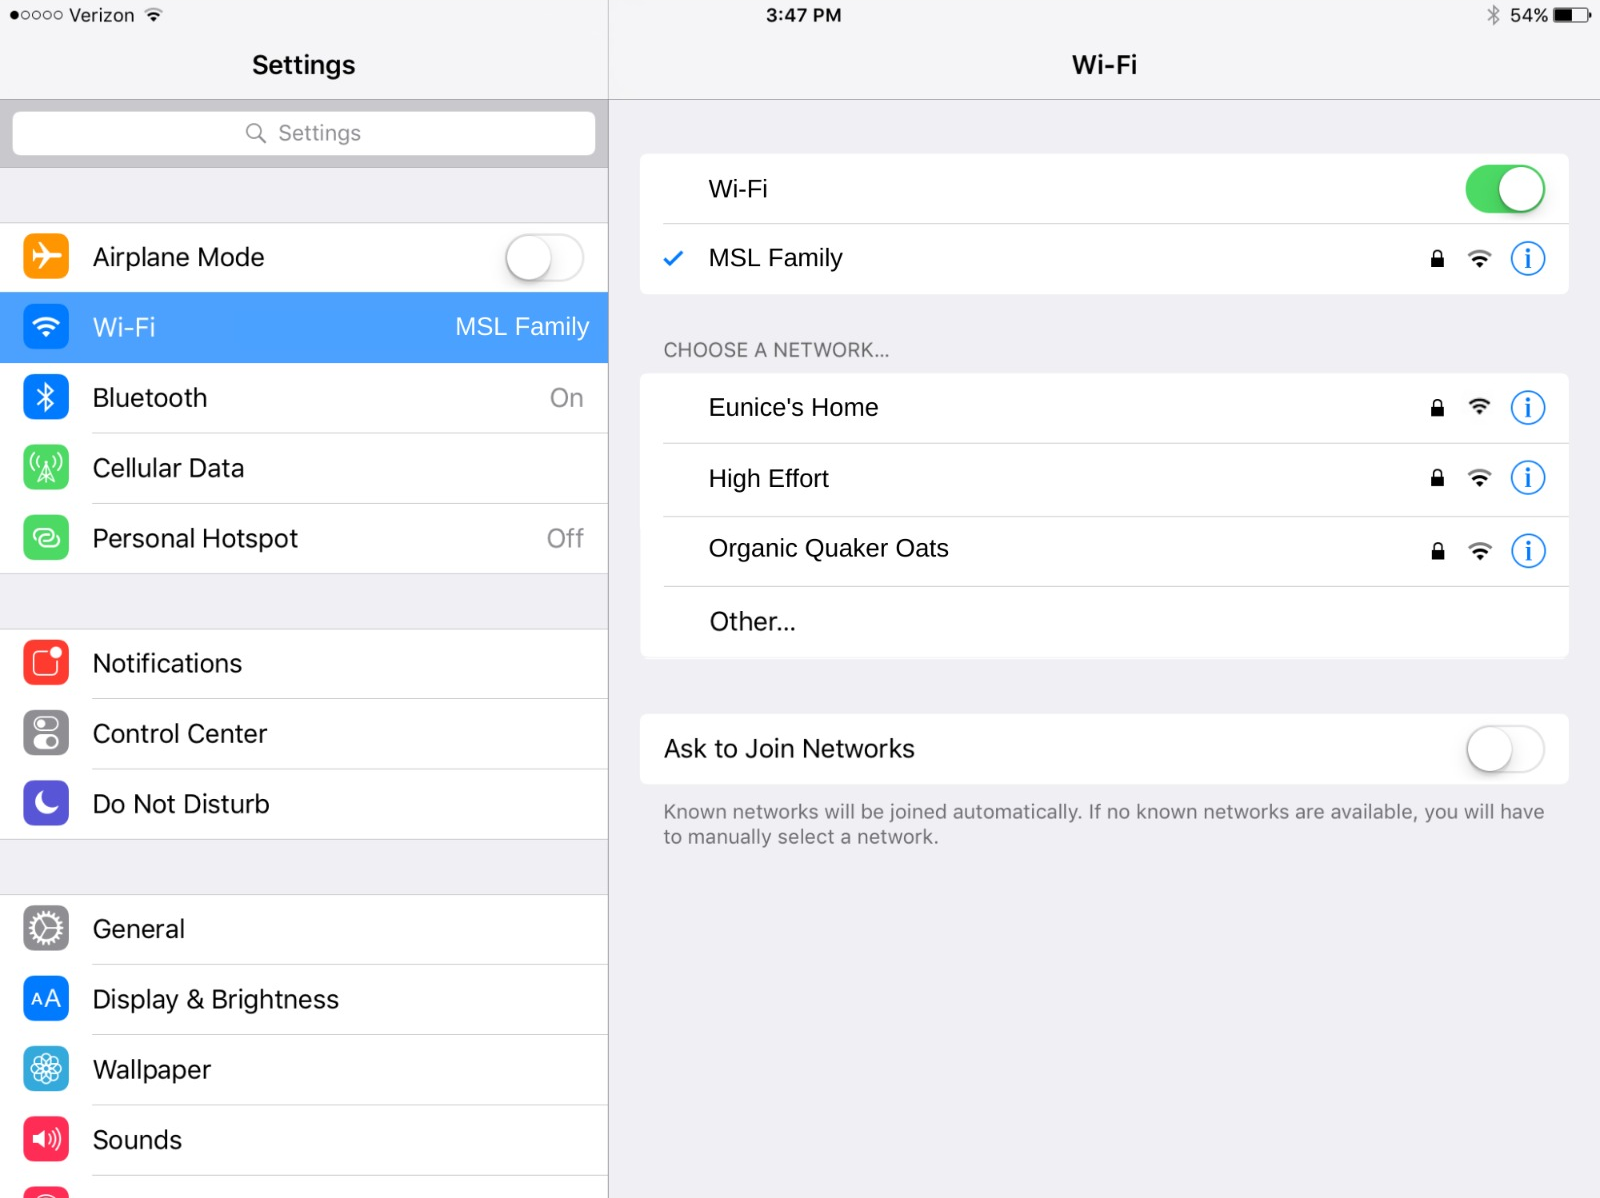 Verizon
3:47 PM
54%
Settings
Settings
Airplane Mode
Wi-Fi
MSL Family
Bluetooth
On
Cellular Data
Personal Hotspot
Off
Notifications
Control Center
Do Not Disturb
General
AA
Display & Brightness
Wallpaper
Sounds
Wi-Fi
Wi-Fi
MSL Family
CHOOSE A NETWORK...
Eunice's Home
High Effort
Organic Quaker Oats
Other...
Ask to Join Networks
Known networks will be joined automatically. If no known networks are available, you will have
to manually select a network.